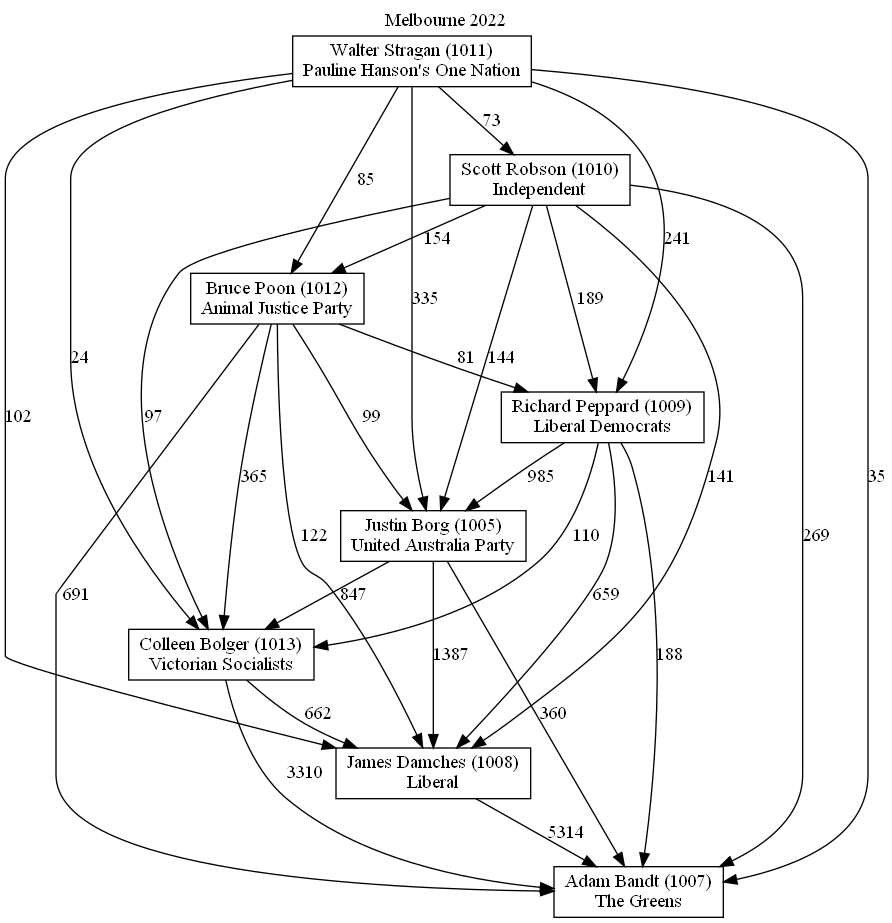 Melbourne 2022
Walter Stragan (1011)
Pauline Hanson's One Nation
73
85
Scott Robson (1010)
Independent
154
241
Bruce Poon (1012)
Animal Justice Party
335
189
24
81
144
Richard Peppard (1009)
Liberal Democrats
102
97
99
365
985
141
35
Justin Borg (1005)
United Australia Party
122
110
269
691
847
659
Colleen Bolger (1013)
Victorian Socialists
1387
188
662
360
James Damches (1008)
Liberal
3310
5314
Adam Bandt (1007)
The Greens